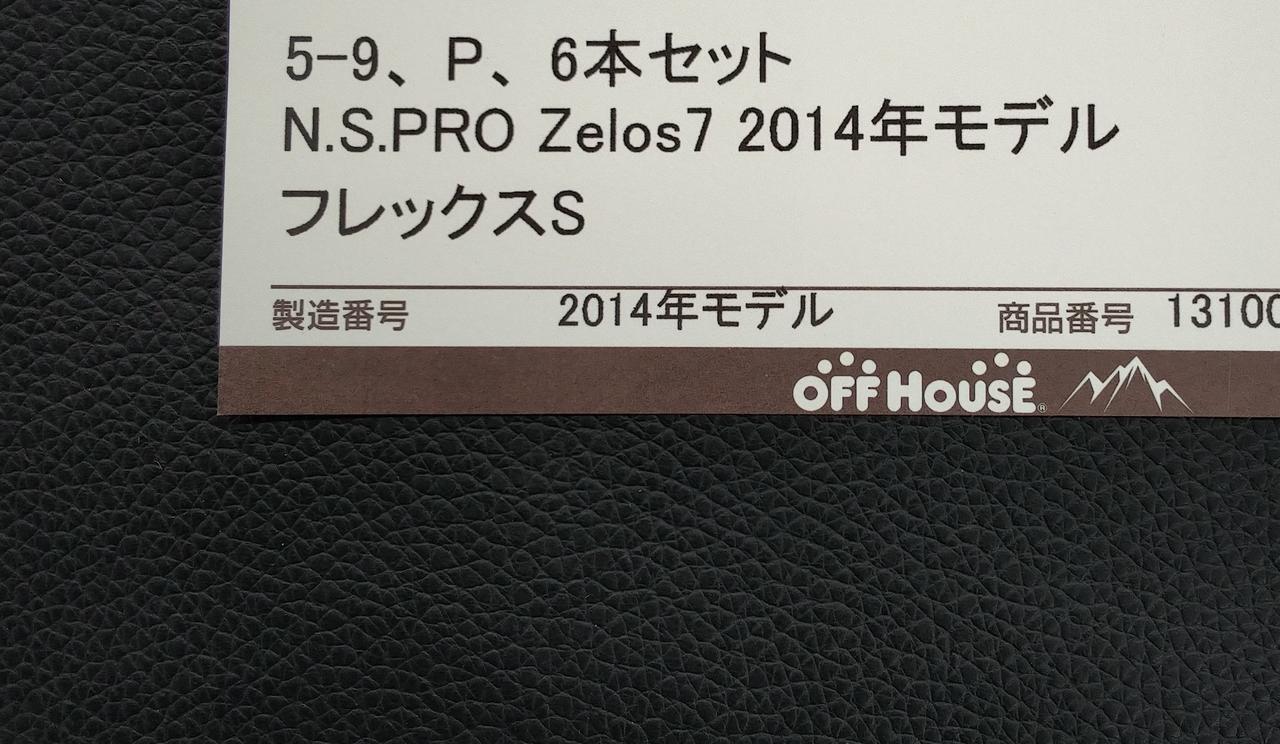 5-9、P、6本セット
N.S.PRO Zelos7 2014年モデル
フレックスS
製造番号 2014年モデル 商品番号 13100
OFF HOUSE®